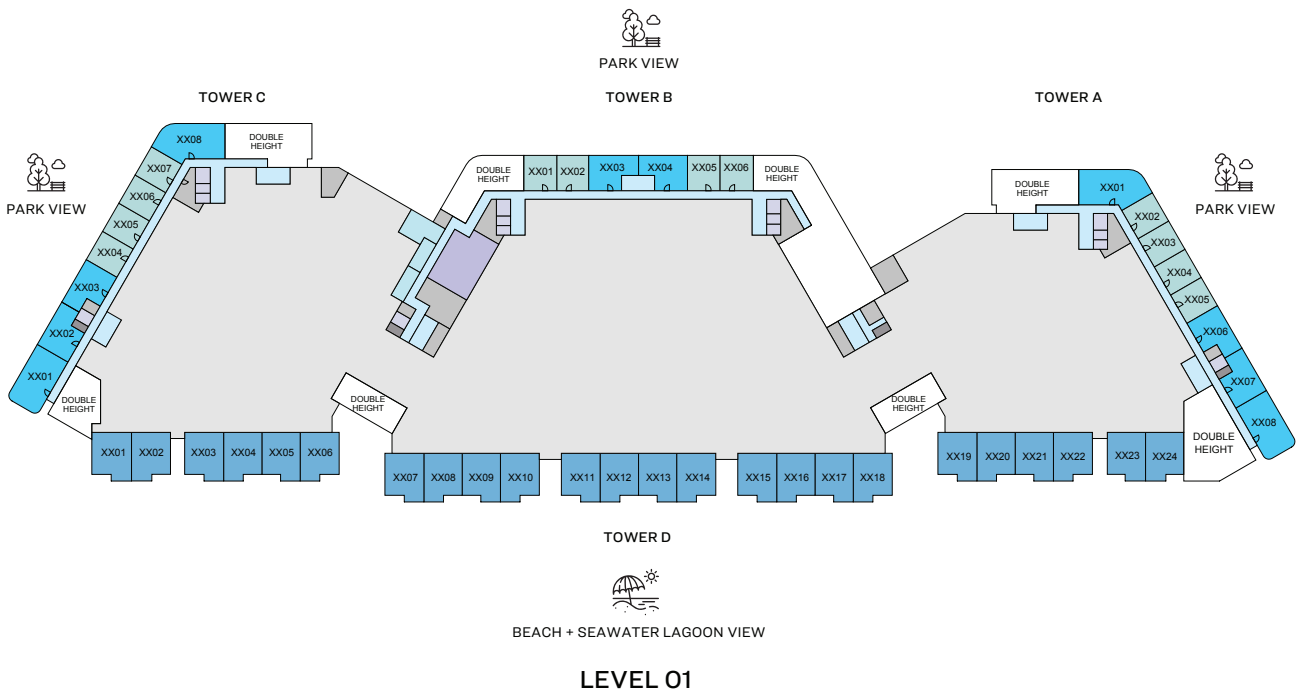 PARK VIEW
TOWER C
TOWER B
TOWER A
PARK VIEW
PARK VIEW
XX08
DOUBLE
HEIGHT
XX07
XX06
XX05
XX04
XX03
XX02
XX01
DOUBLE
HEIGHT
DOUBLE
HEIGHT
XX01
XX02
XX03
XX04
XX05
XX06
DOUBLE
HEIGHT
DOUBLE
HEIGHT
XX01
XX02
XX03
XX04
XX05
XX06
XX07
XX08
DOUBLE
HEIGHT
DOUBLE
HEIGHT
DOUBLE
HEIGHT
XX01
XX02
XX03
XX04
XX05
XX06
XX07
XX08
XX09
XX10
XX11
XX12
XX13
XX14
XX15
XX16
XX17
XX18
XX19
XX20
XX21
XX22
XX23
XX24
TOWER D
BEACH + SEAWATER LAGOON VIEW
LEVEL 01